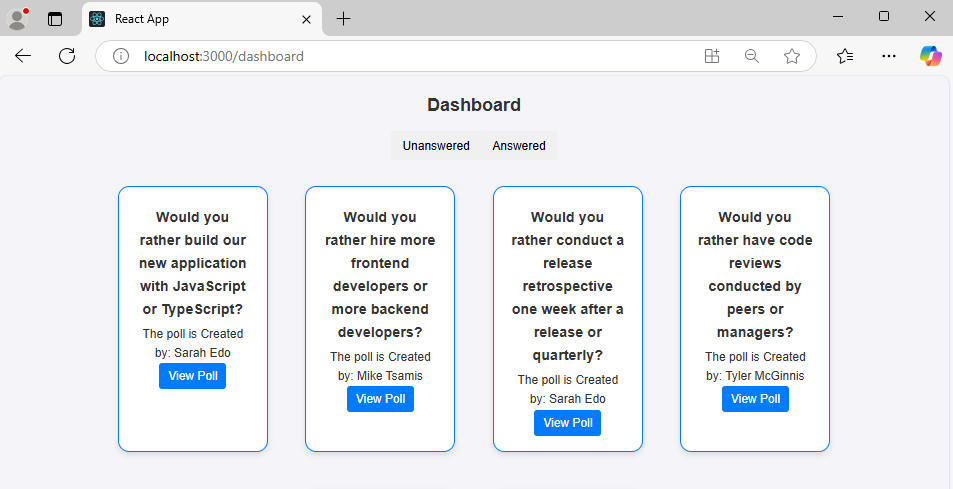 React App
localhost:3000/dashboard
Dashboard
Unanswered Answered
Would you
rather build our
new application
with JavaScript
or TypeScript?
The poll is Created
by: Sarah Edo
View Poll
Would you
rather hire more
frontend
developers or
more backend
developers?
The poll is Created
by: Mike Tsamis
View Poll
Would you
rather conduct a
release
retrospective
one week after a
release or
quarterly?
The poll is Created
by: Sarah Edo
View Poll
Would you
rather have code
reviews
conducted by
peers or
managers?
The poll is Created
by: Tyler McGinnis
View Poll